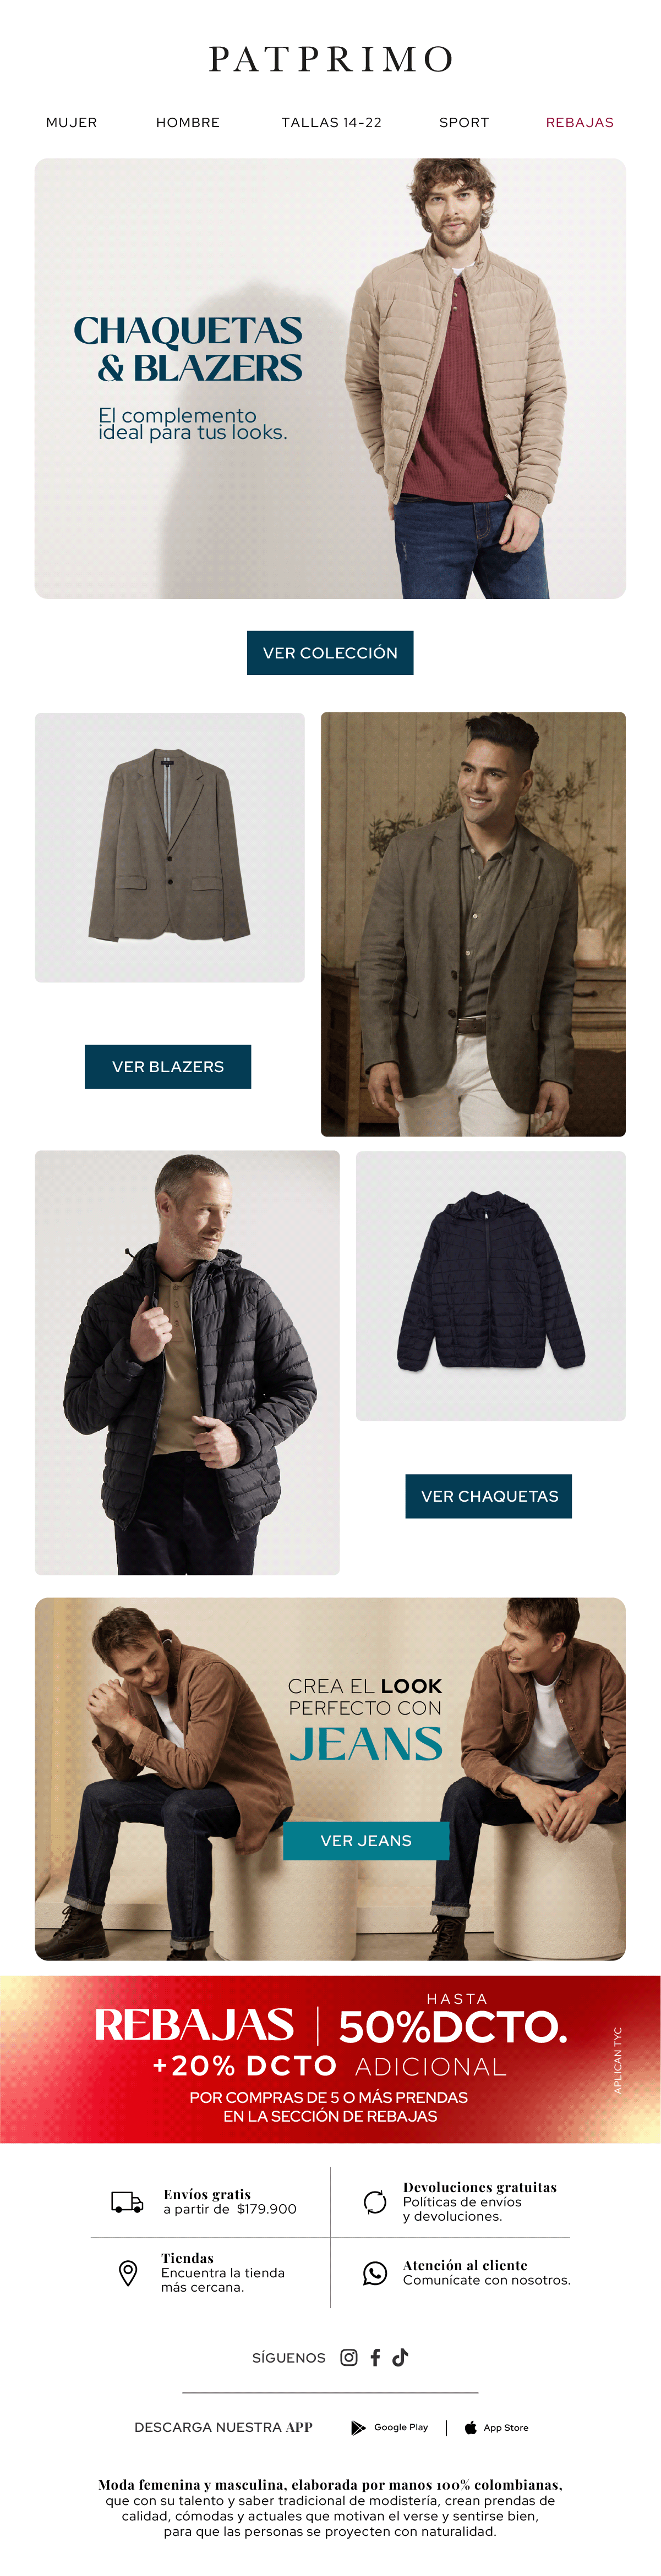 PATPRIMO
MUJER HOMBRE TALLAS 14-22 SPORT REBAJAS
CHAQUETAS
& BLAZERS
El complemento
ideal para tus looks.
VER COLECCIÓN
VER BLAZERS
VER CHAQUETAS
CREA EL LOOK
PERFECTO CON
JEANS
VER JEANS
REBAJAS | HASTA
50%DCTO.
+20% DCTO ADICIONAL
POR COMPRAS DE 5 O MÁS PRENDAS
EN LA SECCIÓN DE REBAJAS
APLICAN TYC
Envíos gratis
a partir de $179.900
Devoluciones gratuitas
Políticas de envíos
y devoluciones.
Tiendas
Encuentra la tienda
más cercana.
Atención al cliente
Comunícate con nosotros.
SÍGUENOS
DESCARGA NUESTRA APP Google Play | App Store
Moda femenina y masculina, elaborada por manos 100% colombianas,
que con su talento y saber tradicional de modistería, crean prendas de
calidad, cómodas y actuales que motivan el verse y sentirse bien,
para que las personas se proyecten con naturalidad.